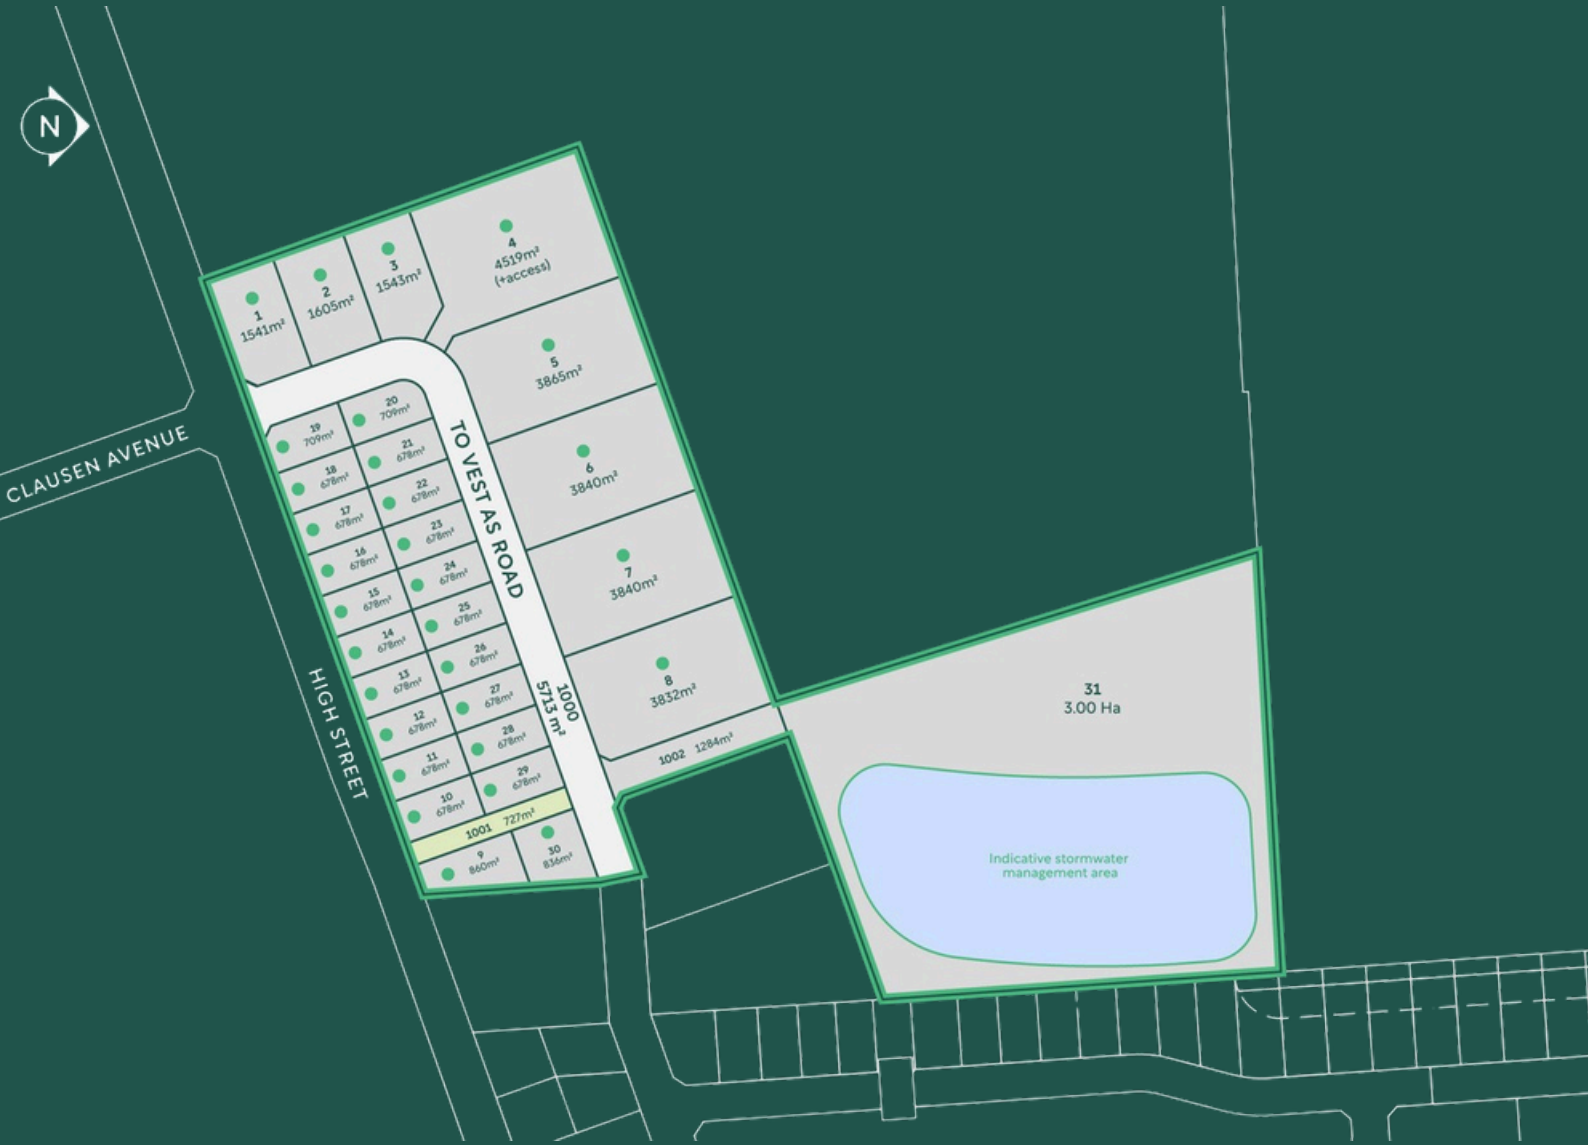 N
CLAUSEN AVENUE
HIGH STREET
TO VEST AS ROAD
1000
5713 m²
1
1541m²
2
1605m²
3
1543m²
4
4519m²
(+access)
5
3865m²
6
3840m²
7
3840m²
8
3832m²
1002 1284m²
19
709m²
20
709m²
18
678m²
21
678m²
17
678m²
22
678m²
16
678m²
23
678m²
15
678m²
24
678m²
14
678m²
25
678m²
13
678m²
26
678m²
12
678m²
27
678m²
11
678m²
28
678m²
10
678m²
29
678m²
1001 727m²
9
860m²
30
836m²
31
3.00 Ha
Indicative stormwater
management area